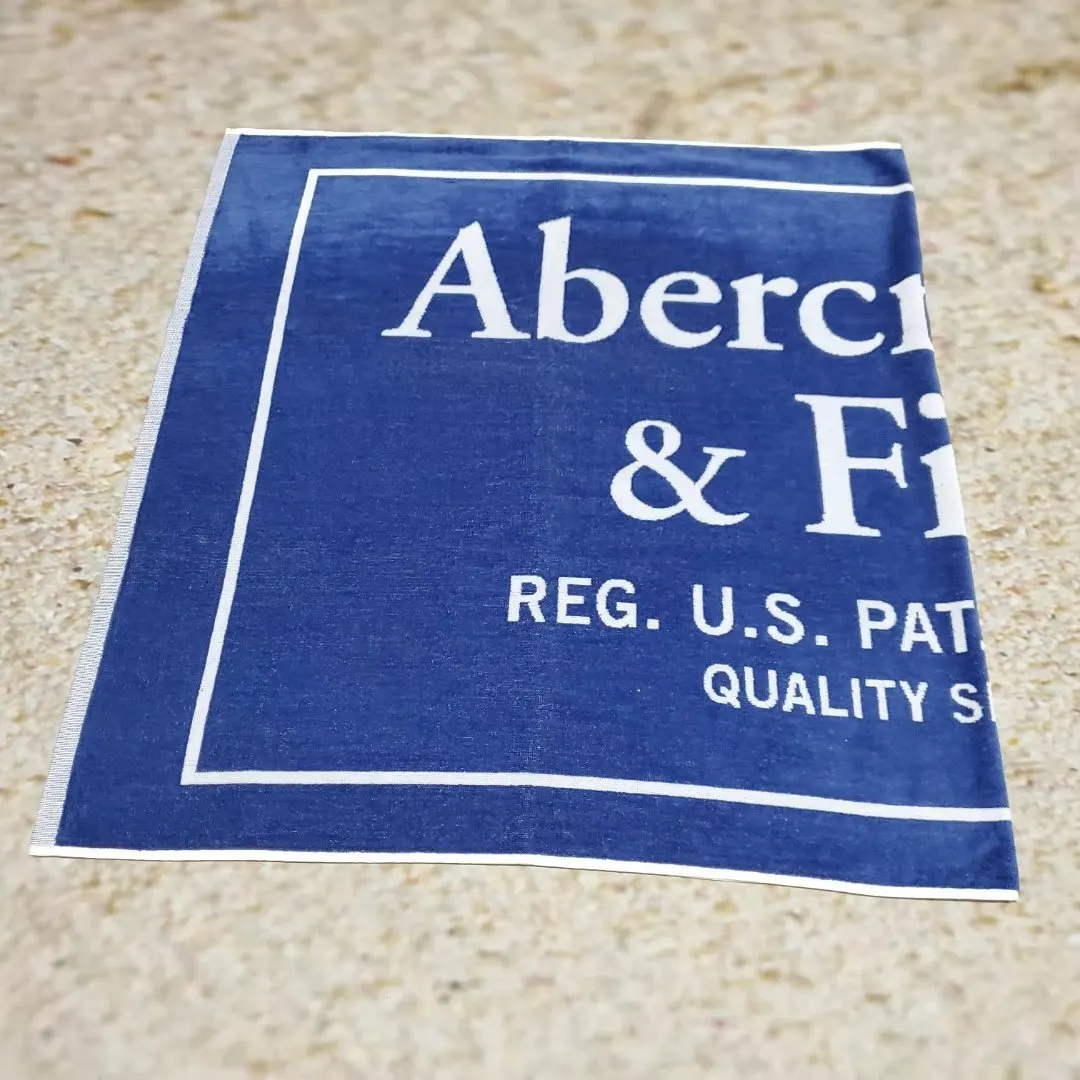 Aberc
& Fi
REG. U.S. PAT.
QUALITY S